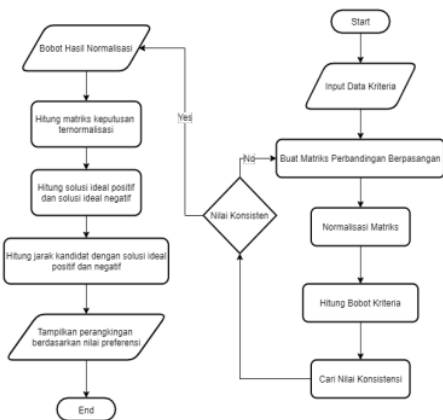 Start
Input Data Kriteria
Buat Matriks Perbandingan Berpasangan
Normalisasi Matriks
Hitung Bobot Kriteria
Cari Nilai Konsistensi
Nilai Konsisten
No
Yes
Bobot Hasil Normalisasi
Hitung matriks keputusan
ternormalisasi
Hitung solusi ideal positif
dan solusi ideal negatif
Hitung jarak kandidat dengan solusi ideal
positif dan negatif
Tampilkan perangkingan
berdasarkan nilai preferensi
End